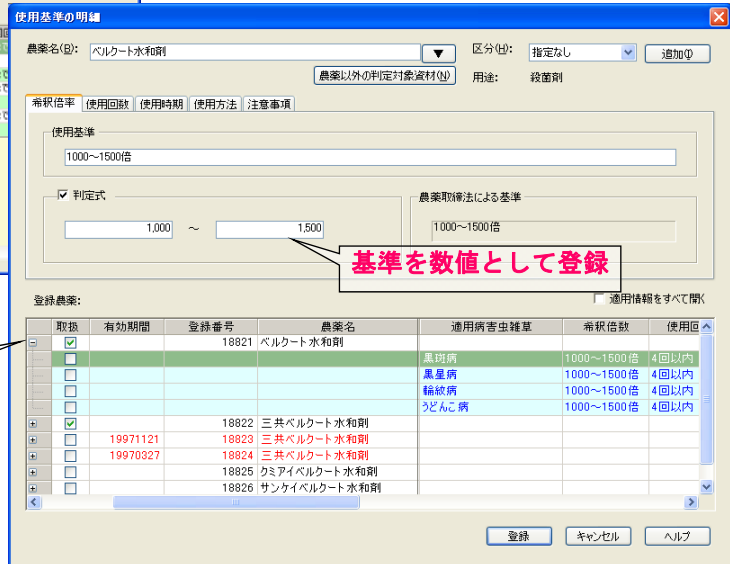 使用基準の明細
農薬名(B): ベルクート水和剤 区分(H): 指定なし 追加(I)
農薬以外の判定対象資材(N) 用途: 殺菌剤
希釈倍率 使用回数 使用時期 使用方法 注意事項
使用基準
1000～1500倍
判定式 農薬取締法による基準
1,000 ～ 1,500 1000～1500倍
基準を数値として登録
登録農薬: 適用情報をすべて開く
取扱 有効期間 登録番号 農薬名 適用病害虫雑草 希釈倍数 使用回
18821 ベルクート水和剤
黒斑病 1000～1500倍 4回以内
黒星病 1000～1500倍 4回以内
輪紋病 1000～1500倍 4回以内
うどんこ病 1000～1500倍 4回以内
18822 三共ベルクート水和剤
19971121 18823 三共ベルクート水和剤
19970327 18824 三共ベルクート水和剤
18825 クミアイベルクート水和剤
18826 サンケイベルクート水和剤
登録 キャンセル ヘルプ